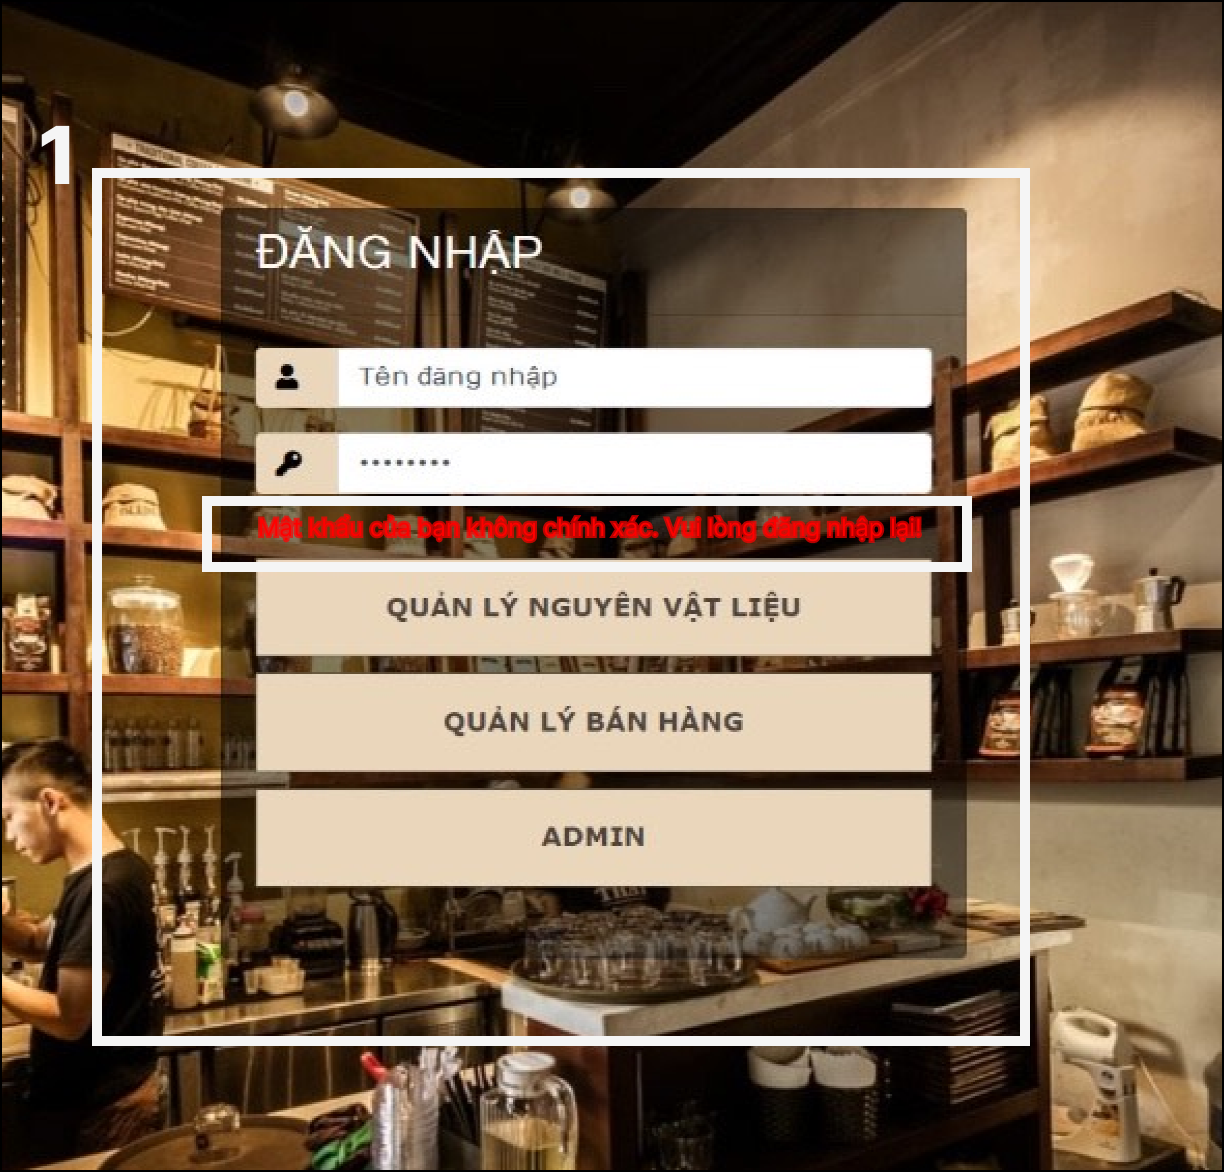 1
ĐĂNG NHẬP
Tên đăng nhập
••••••••
Mật khẩu của bạn không chính xác. Vui lòng đăng nhập lại!
QUẢN LÝ NGUYÊN VẬT LIỆU
QUẢN LÝ BÁN HÀNG
ADMIN